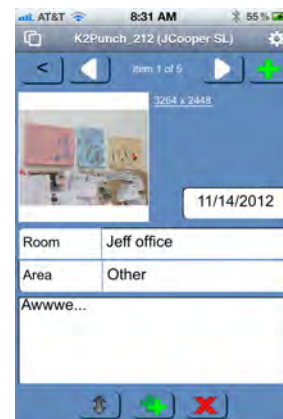 AT&T 8:31 AM 55%
K2Punch_212 (JCooper SL)
< Item 1 of 5
3264 x 2448
11/14/2012
Room Jeff office
Area Other
Awwwe...